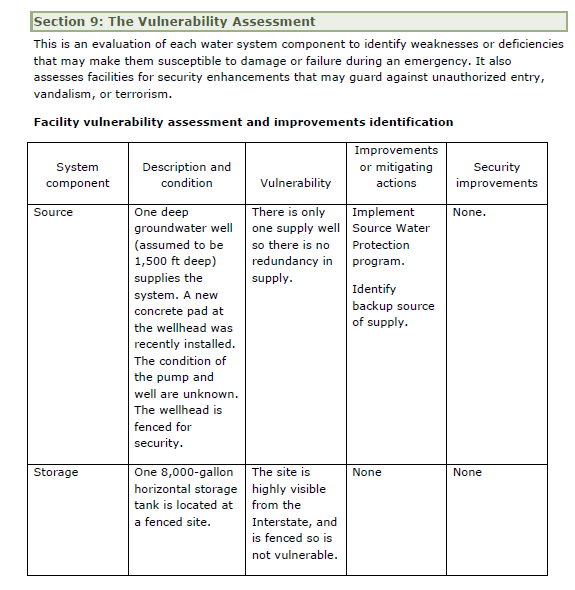 Section 9: The Vulnerability Assessment
This is an evaluation of each water system component to identify weaknesses or deficiencies
that may make them susceptible to damage or failure during an emergency. It also
assesses facilities for security enhancements that may guard against unauthorized entry,
vandalism, or terrorism.
Facility vulnerability assessment and improvements identification
System
component
Description and
condition
Vulnerability
Improvements
or mitigating
actions
Security
improvements
Source
One deep
groundwater well
(assumed to be
1,500 ft deep)
supplies the
system. A new
concrete pad at
the wellhead was
recently installed.
The condition of
the pump and
well are unknown.
The wellhead is
fenced for
security.
There is only
one supply well
so there is no
redundancy in
supply.
Implement
Source Water
Protection
program.
Identify
backup source
of supply.
None.
Storage
One 8,000-gallon
horizontal storage
tank is located at
a fenced site.
The site is
highly visible
from the
Interstate, and
is fenced so is
not vulnerable.
None
None